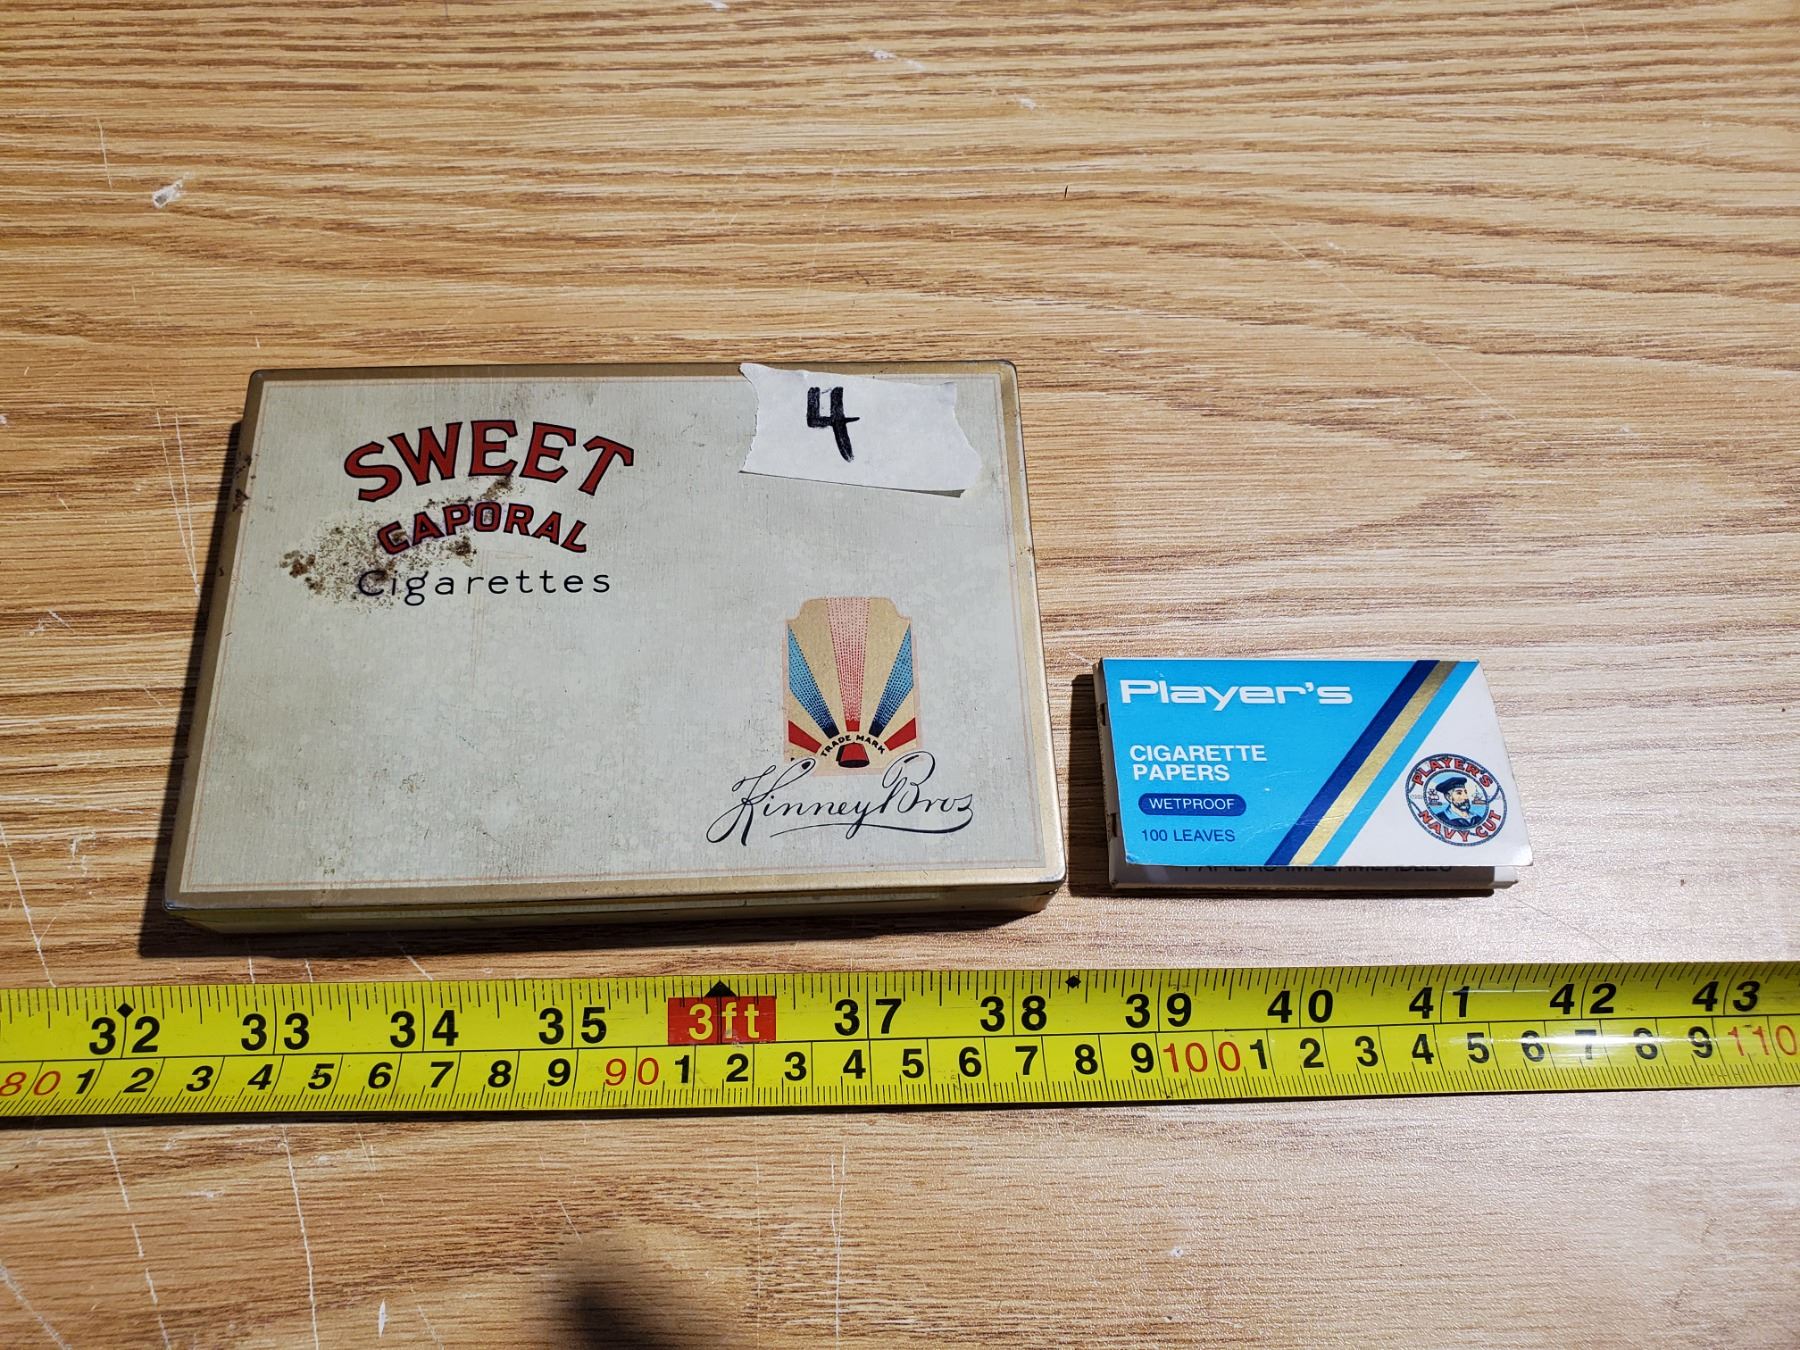 4
SWEET
CAPORAL
Cigarettes
TRADE MARK
Kinney Bros
Player's
CIGARETTE
PAPERS
WETPROOF
100 LEAVES
PLAYER'S
NAVY CUT
PAPIERS IMPERMÉABLES
32 33 34 35 3ft 37 38 39 40 41 42 43
80 1 2 3 4 5 6 7 8 9 90 1 2 3 4 5 6 7 8 9 100 1 2 3 4 5 6 7 8 9 110